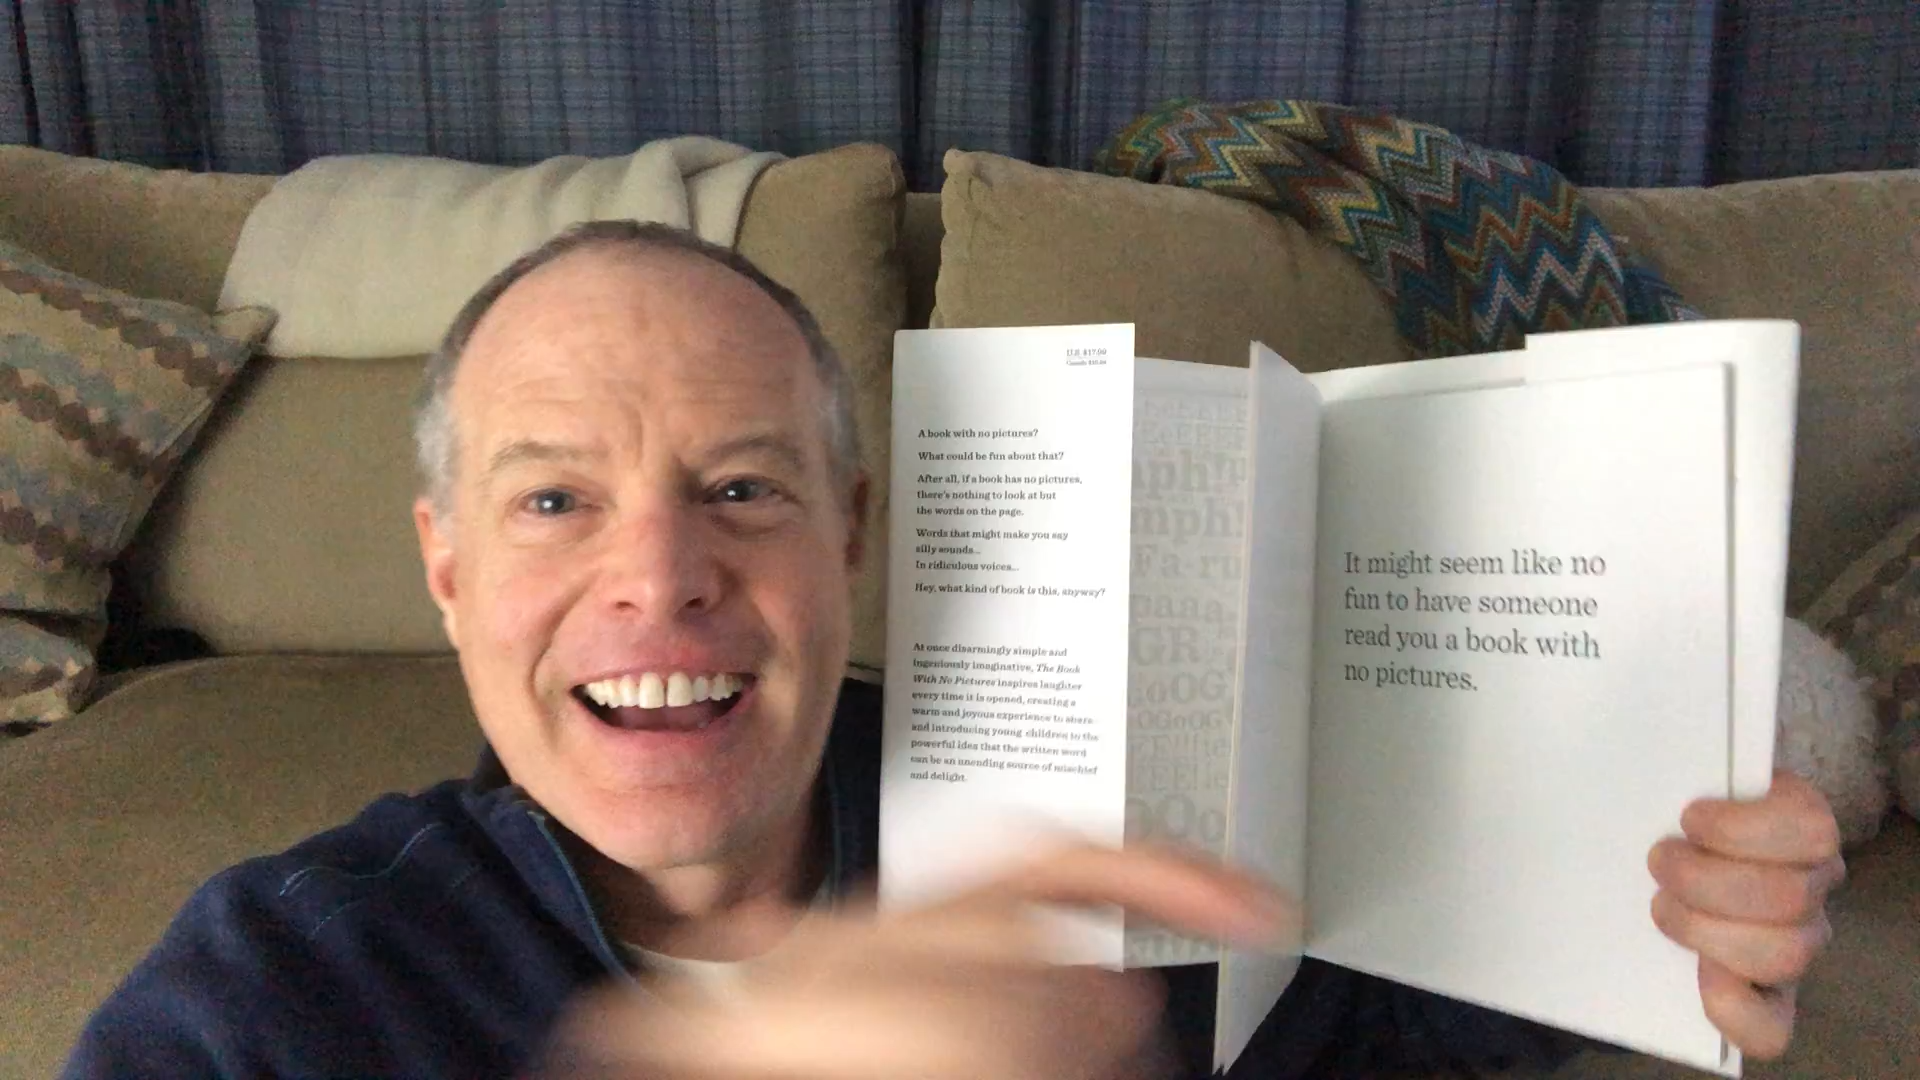 U.S. $17.99
A book with no pictures?
What could be fun about that?
After all, if a book has no pictures,
there's nothing to look at but
the words on the page.
Words that might make you say
silly sounds...
In ridiculous voices...
Hey, what kind of book is this, anyway?
At once disarmingly simple and
ingeniously imaginative, The Book
With No Pictures inspires laughter
every time it is opened, creating a
warm and joyous experience to share
and introducing young children to the
powerful idea that the written word
can be an unending source of mischief
and delight.
mph!
Fa-ru
GR
It might seem like no
fun to have someone
read you a book with
no pictures.